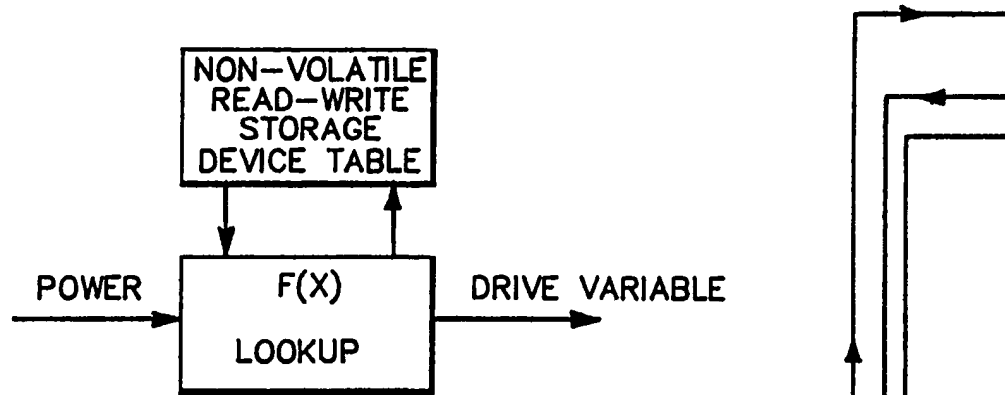 NON-VOLATILE
READ-WRITE
STORAGE
DEVICE TABLE
POWER
F(X)
DRIVE VARIABLE
LOOKUP